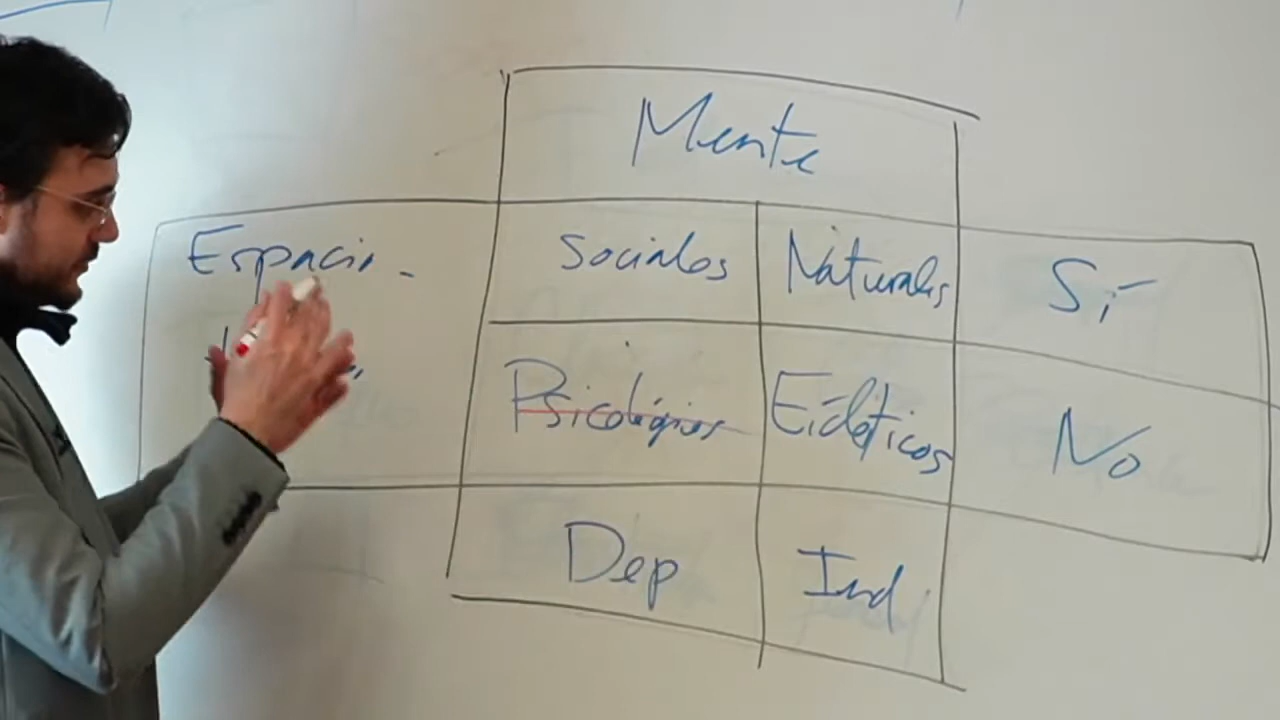 Mente
Espacio -
Sociales Naturales Sí
Psicológicos Eidéticos No
Dep Ind